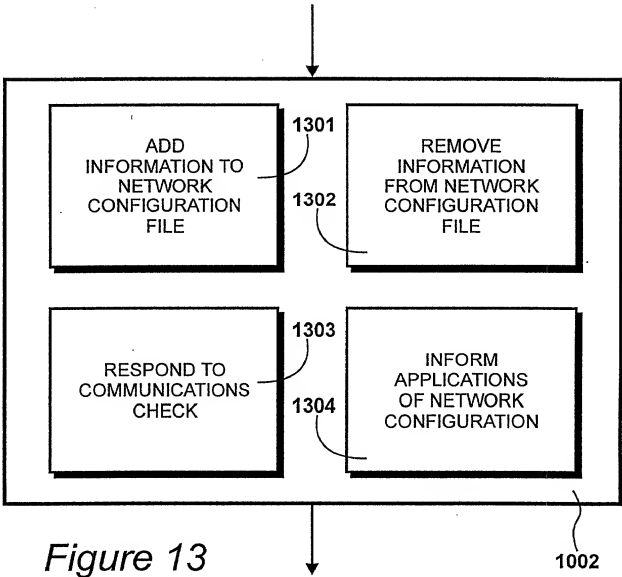 ADD
INFORMATION TO
NETWORK
CONFIGURATION
FILE
1301
REMOVE
INFORMATION
FROM NETWORK
CONFIGURATION
FILE
1302
RESPOND TO
COMMUNICATIONS
CHECK
1303
INFORM
APPLICATIONS
OF NETWORK
CONFIGURATION
1304
1002
Figure 13